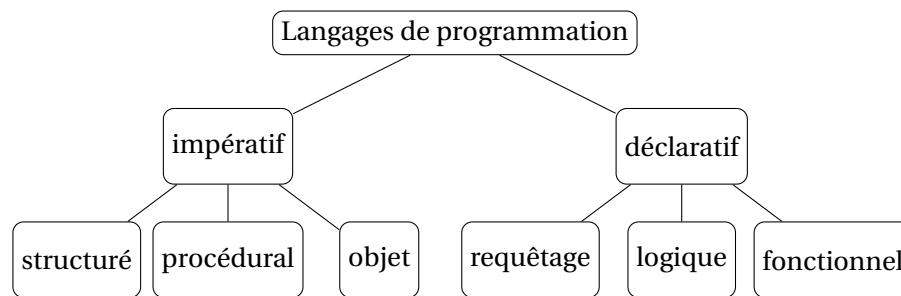 Langages de programmation
impératif
déclaratif
structuré
procédural
objet
requêtage
logique
fonctionnel